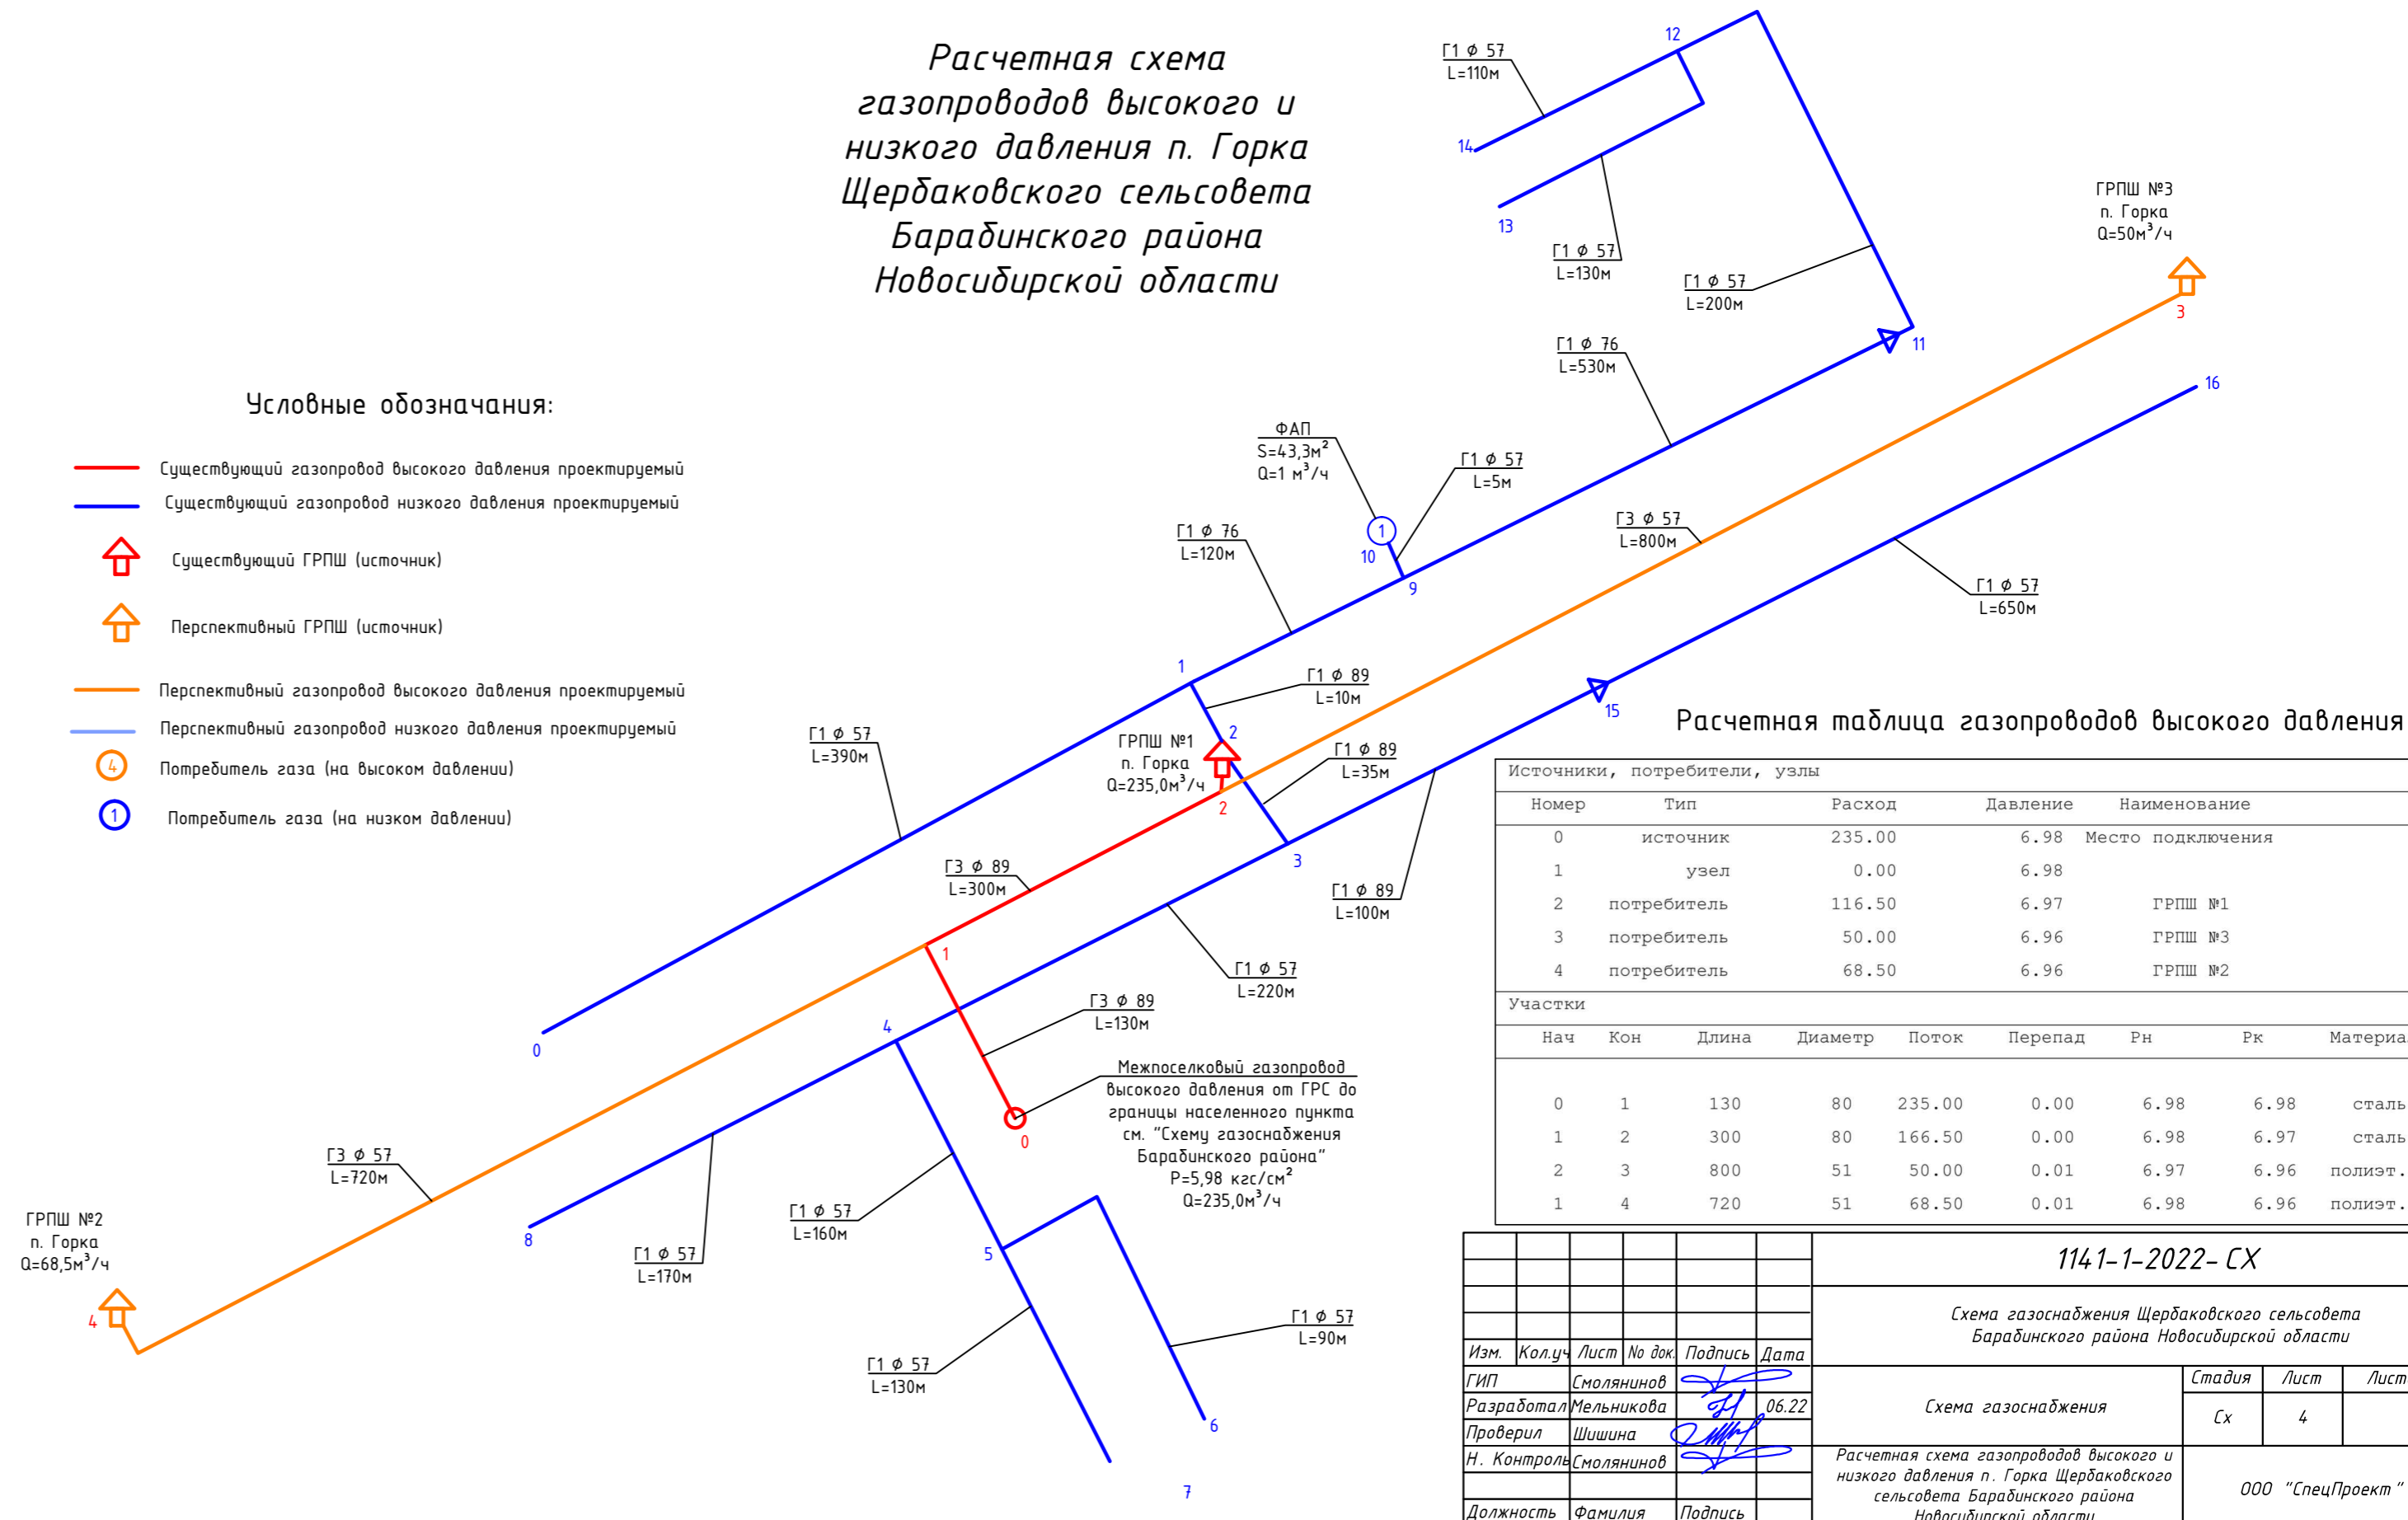 Расчетная схема
газопроводов высокого и
низкого давления п. Горка
Щербаковского сельсовета
Барабинского района
Новосибирской области
Условные обозначания:
Существующий газопровод высокого давления проектируемый
Существующий газопровод низкого давления проектируемый
Существующий ГРПШ (источник)
Перспективный ГРПШ (источник)
Перспективный газопровод высокого давления проектируемый
Перспективный газопровод низкого давления проектируемый
4 Потребитель газа (на высоком давлении)
1 Потребитель газа (на низком давлении)
12
Г1 Ø 57
L=110м
14
13
Г1 Ø 57
L=130м
Г1 Ø 57
L=200м
ГРПШ №3
п. Горка
Q=50м³/ч
3
11
Г1 Ø 76
L=530м
16
ФАП
S=43,3м²
Q=1 м³/ч
Г1 Ø 57
L=5м
1
10
9
Г1 Ø 76
L=120м
Г3 Ø 57
L=800м
Г1 Ø 57
L=650м
1
Г1 Ø 89
L=10м
15
2
ГРПШ №1
п. Горка
Q=235,0м³/ч
2
Г1 Ø 89
L=35м
Г1 Ø 57
L=390м
3
Г3 Ø 89
L=300м
Г1 Ø 89
L=100м
1
Г1 Ø 57
L=220м
Г3 Ø 89
L=130м
4
0
Межпоселковый газопровод
высокого давления от ГРС до
границы населенного пункта
см. "Схему газоснабжения
Барабинского района"
Р=5,98 кгс/см²
Q=235,0м³/ч
0
Г3 Ø 57
L=720м
Г1 Ø 57
L=160м
ГРПШ №2
п. Горка
Q=68,5м³/ч
4
8
Г1 Ø 57
L=170м
5
Г1 Ø 57
L=90м
Г1 Ø 57
L=130м
6
7
Расчетная таблица газопроводов высокого давления
Источники, потребители, узлы
Номер Тип Расход Давление Наименование
0 источник 235.00 6.98 Место подключения
1 узел 0.00 6.98
2 потребитель 116.50 6.97 ГРПШ №1
3 потребитель 50.00 6.96 ГРПШ №3
4 потребитель 68.50 6.96 ГРПШ №2
Участки
Нач Кон Длина Диаметр Поток Перепад Рн Рк Материа
0 1 130 80 235.00 0.00 6.98 6.98 сталь
1 2 300 80 166.50 0.00 6.98 6.97 сталь
2 3 800 51 50.00 0.01 6.97 6.96 полиэт.
1 4 720 51 68.50 0.01 6.98 6.96 полиэт.
1141-1-2022- СХ
Схема газоснабжения Щербаковского сельсовета
Барабинского района Новосибирской области
Изм. Кол.уч Лист No док. Подпись Дата
ГИП Смолянинов
Разработал Мельникова 06.22
Проверил Шишина
Н. Контроль Смолянинов
Должность Фамилия Подпись
Схема газоснабжения
Стадия Лист Лист
Сх 4
Расчетная схема газопроводов высокого и
низкого давления п. Горка Щербаковского
сельсовета Барабинского района
Новосибирской области
ООО "СпецПроект"